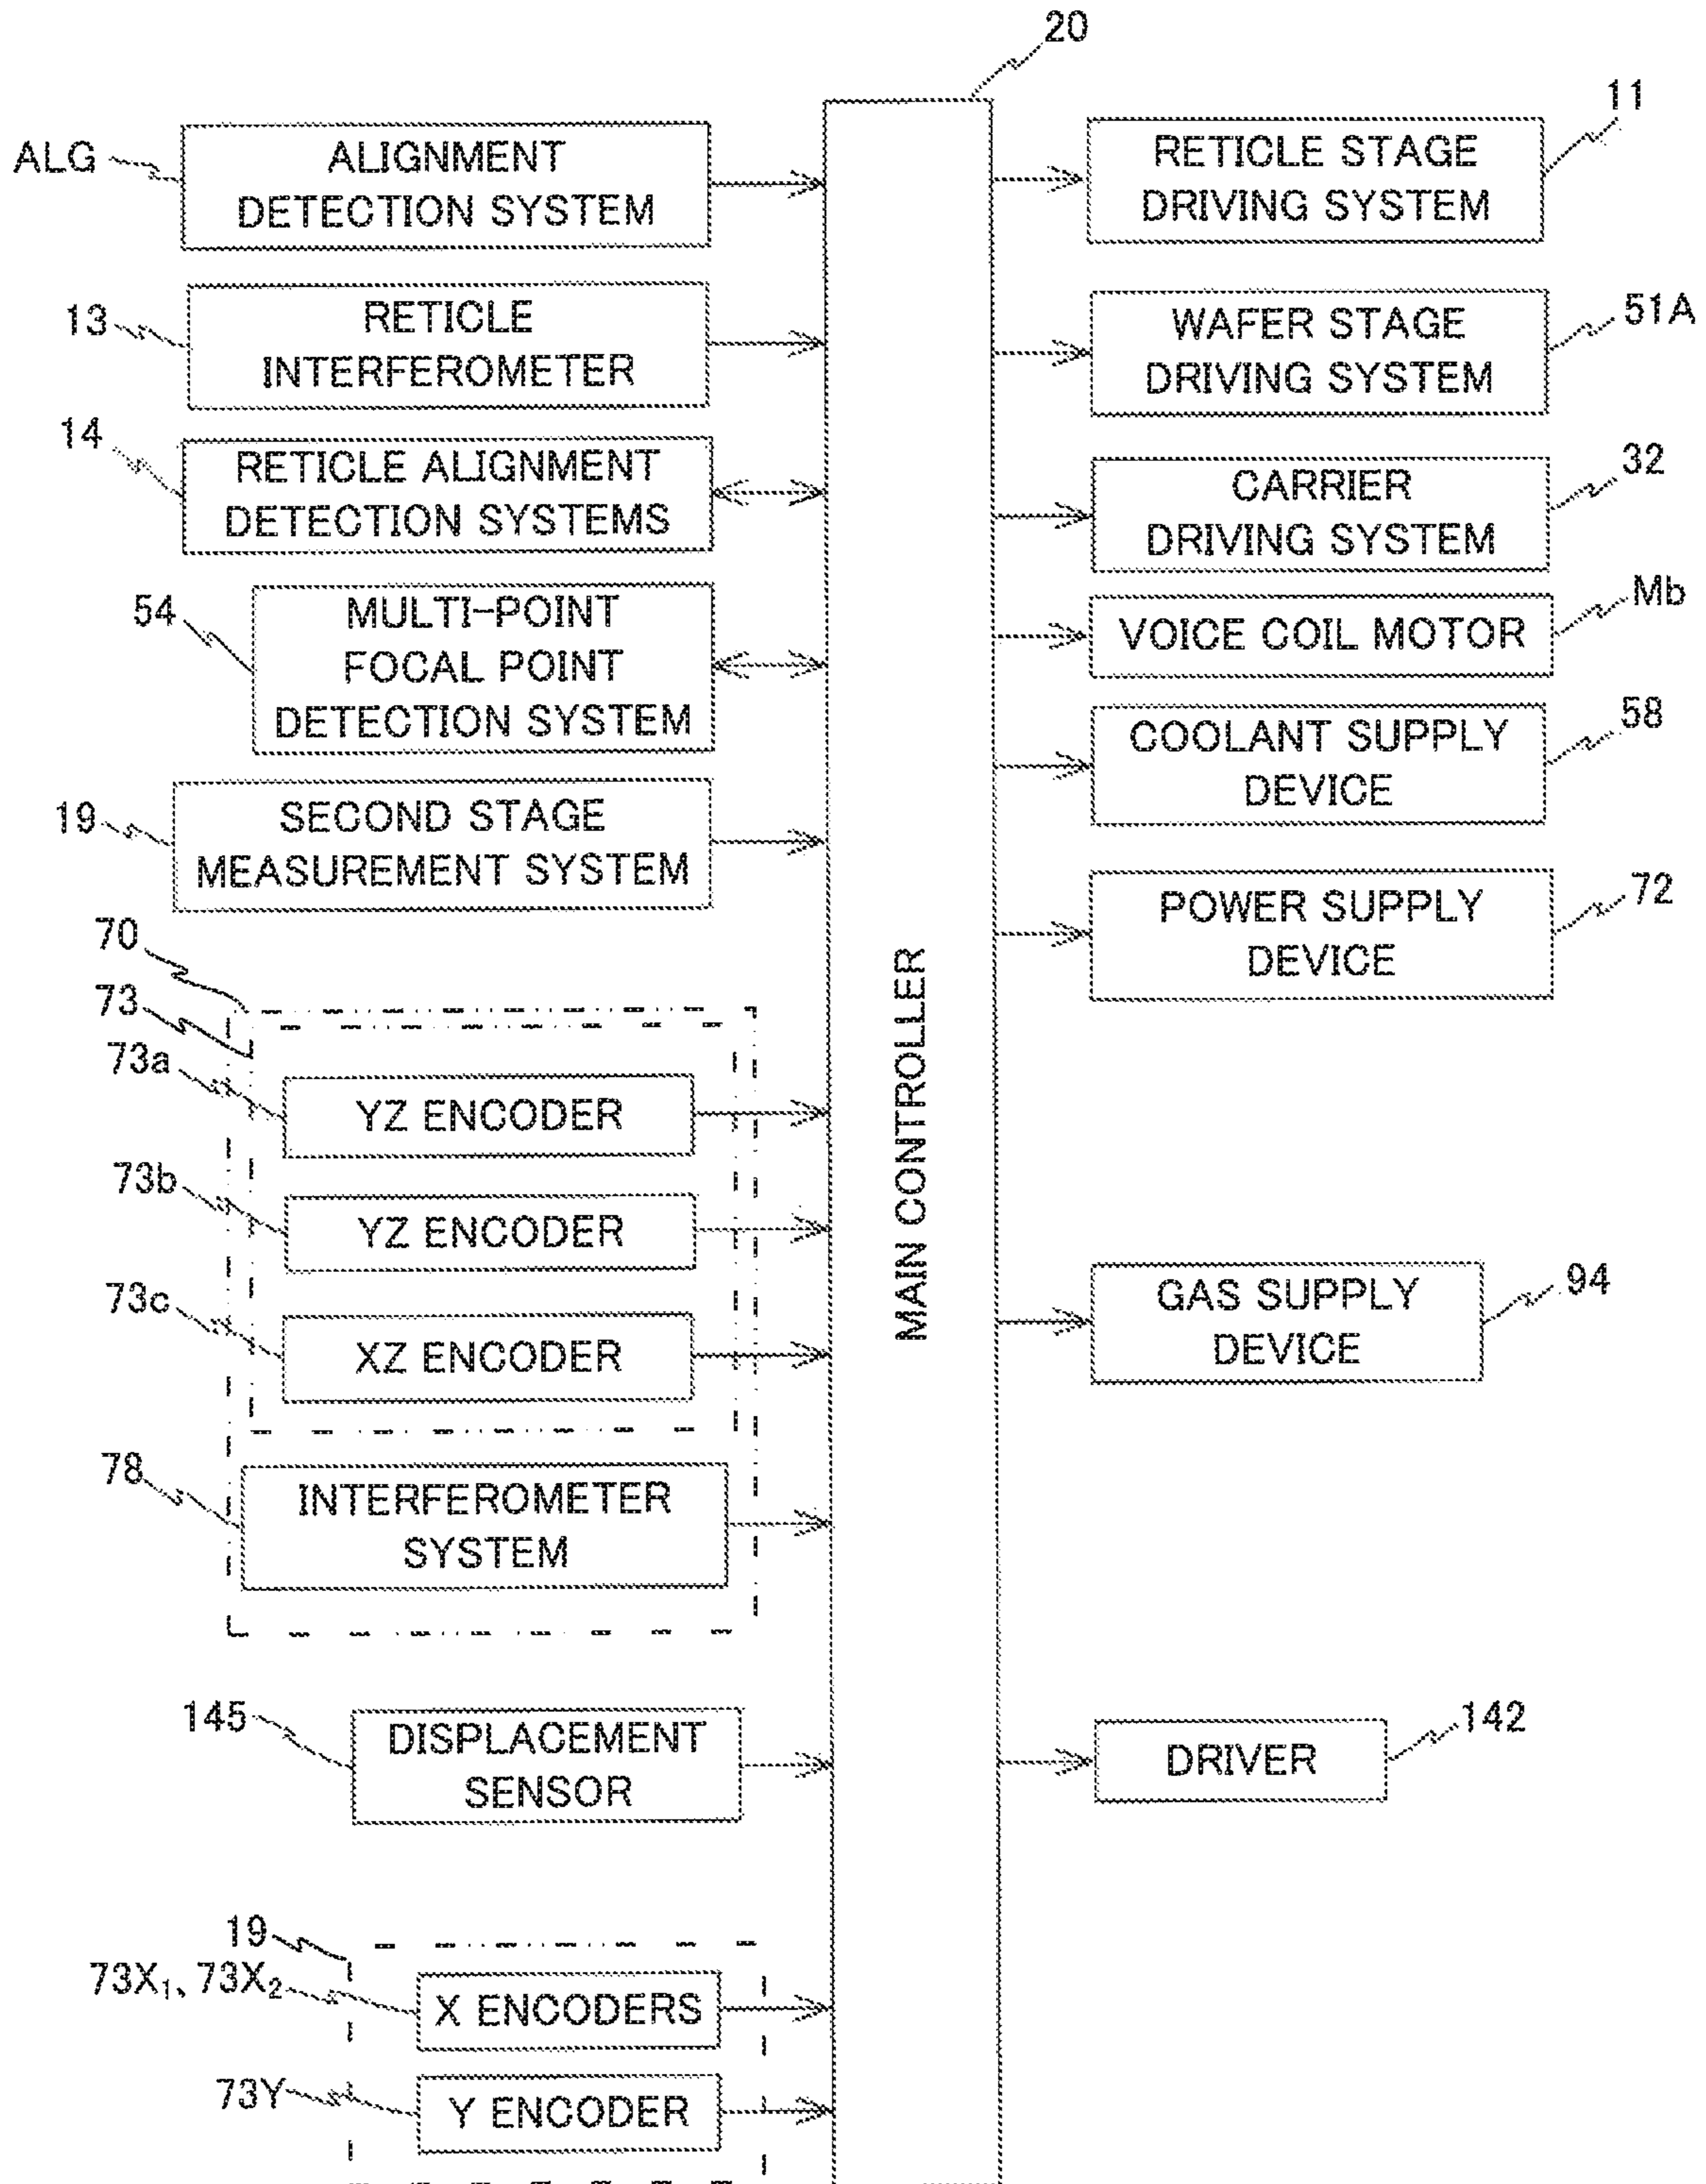 20
ALG
ALIGNMENT
DETECTION SYSTEM
13
RETICLE
INTERFEROMETER
14
RETICLE ALIGNMENT
DETECTION SYSTEMS
54
MULTI-POINT
FOCAL POINT
DETECTION SYSTEM
19
SECOND STAGE
MEASUREMENT SYSTEM
70
73
73a
YZ ENCODER
73b
YZ ENCODER
73c
XZ ENCODER
78
INTERFEROMETER
SYSTEM
145
DISPLACEMENT
SENSOR
19
73X₁、73X₂
X ENCODERS
73Y
Y ENCODER
MAIN CONTROLLER
11
RETICLE STAGE
DRIVING SYSTEM
51A
WAFER STAGE
DRIVING SYSTEM
32
CARRIER
DRIVING SYSTEM
Mb
VOICE COIL MOTOR
58
COOLANT SUPPLY
DEVICE
72
POWER SUPPLY
DEVICE
94
GAS SUPPLY
DEVICE
142
DRIVER